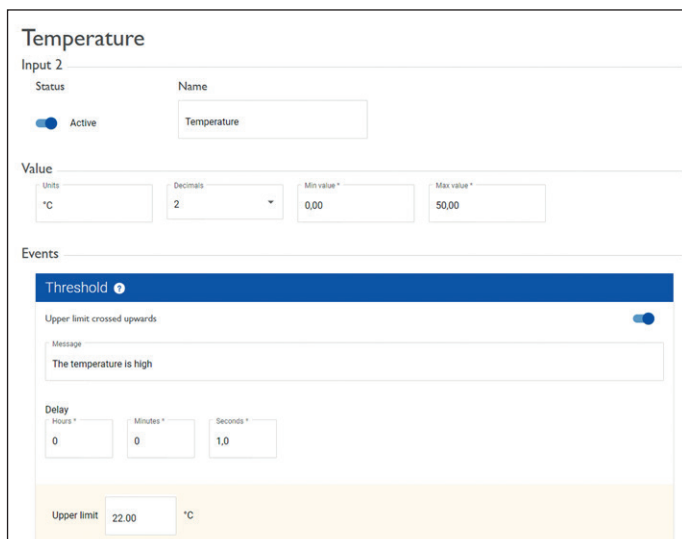 Temperature
Input 2
Status Name
Active Temperature
Value
Units Decimals Min value * Max value *
°C 2 0,00 50,00
Events
Threshold ?
Upper limit crossed upwards
Message
The temperature is high
Delay
Hours * Minutes * Seconds *
0 0 1,0
Upper limit 22.00 °C